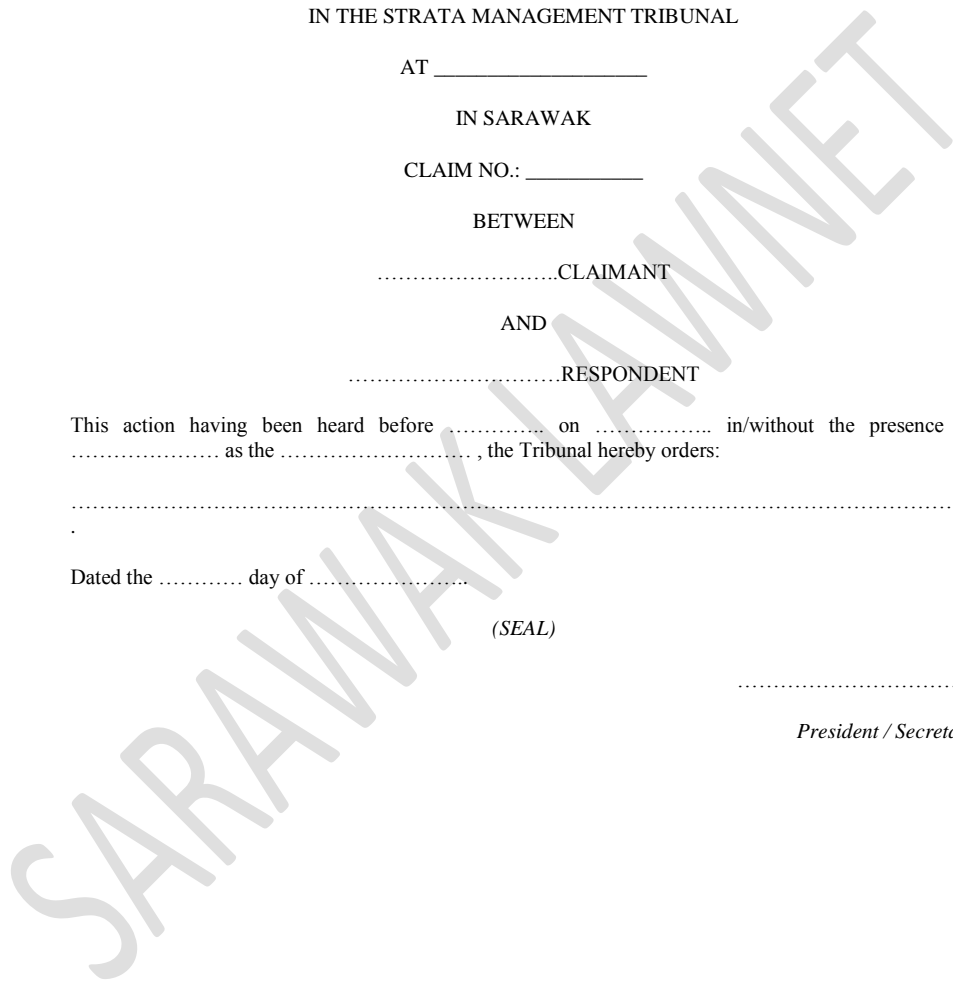 IN THE STRATA MANAGEMENT TRIBUNAL
AT ____________________
IN SARAWAK
CLAIM NO.: ___________
BETWEEN
…………………….CLAIMANT
AND
…………………………RESPONDENT
This action having been heard before ………….. on …………….. in/without the presence
………………… as the ……………………… , the Tribunal hereby orders:
………………………………………………………………………………………………………………
.
Dated the ………… day of …………………..
(SEAL)
…………………………
President / Secreta
SARAWAK LAWNET